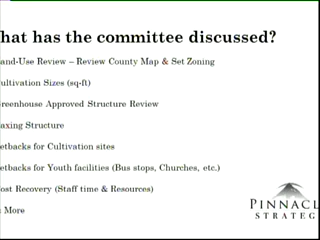 hat has the committee discussed?
and-Use Review – Review County Map & Set Zoning
ultivation Sizes (sq-ft)
reenhouse Approved Structure Review
axing Structure
etbacks for Cultivation sites
etbacks for Youth facilities (Bus stops, Churches, etc.)
ost Recovery (Staff time & Resources)
More
PINNACL
STRATEG